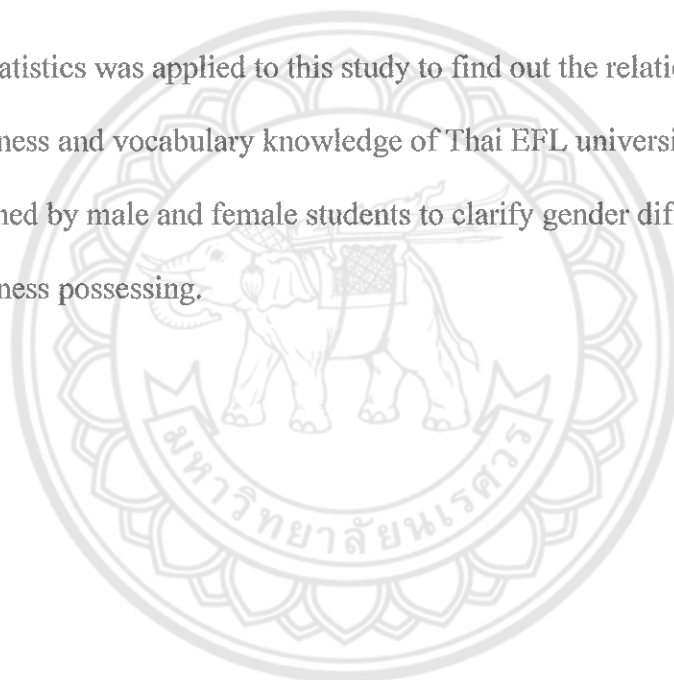 atistics was applied to this study to find out the relati
ness and vocabulary knowledge of Thai EFL universi
ned by male and female students to clarify gender diff
ness possessing.
มหาวิทยาลัยนเรศวร